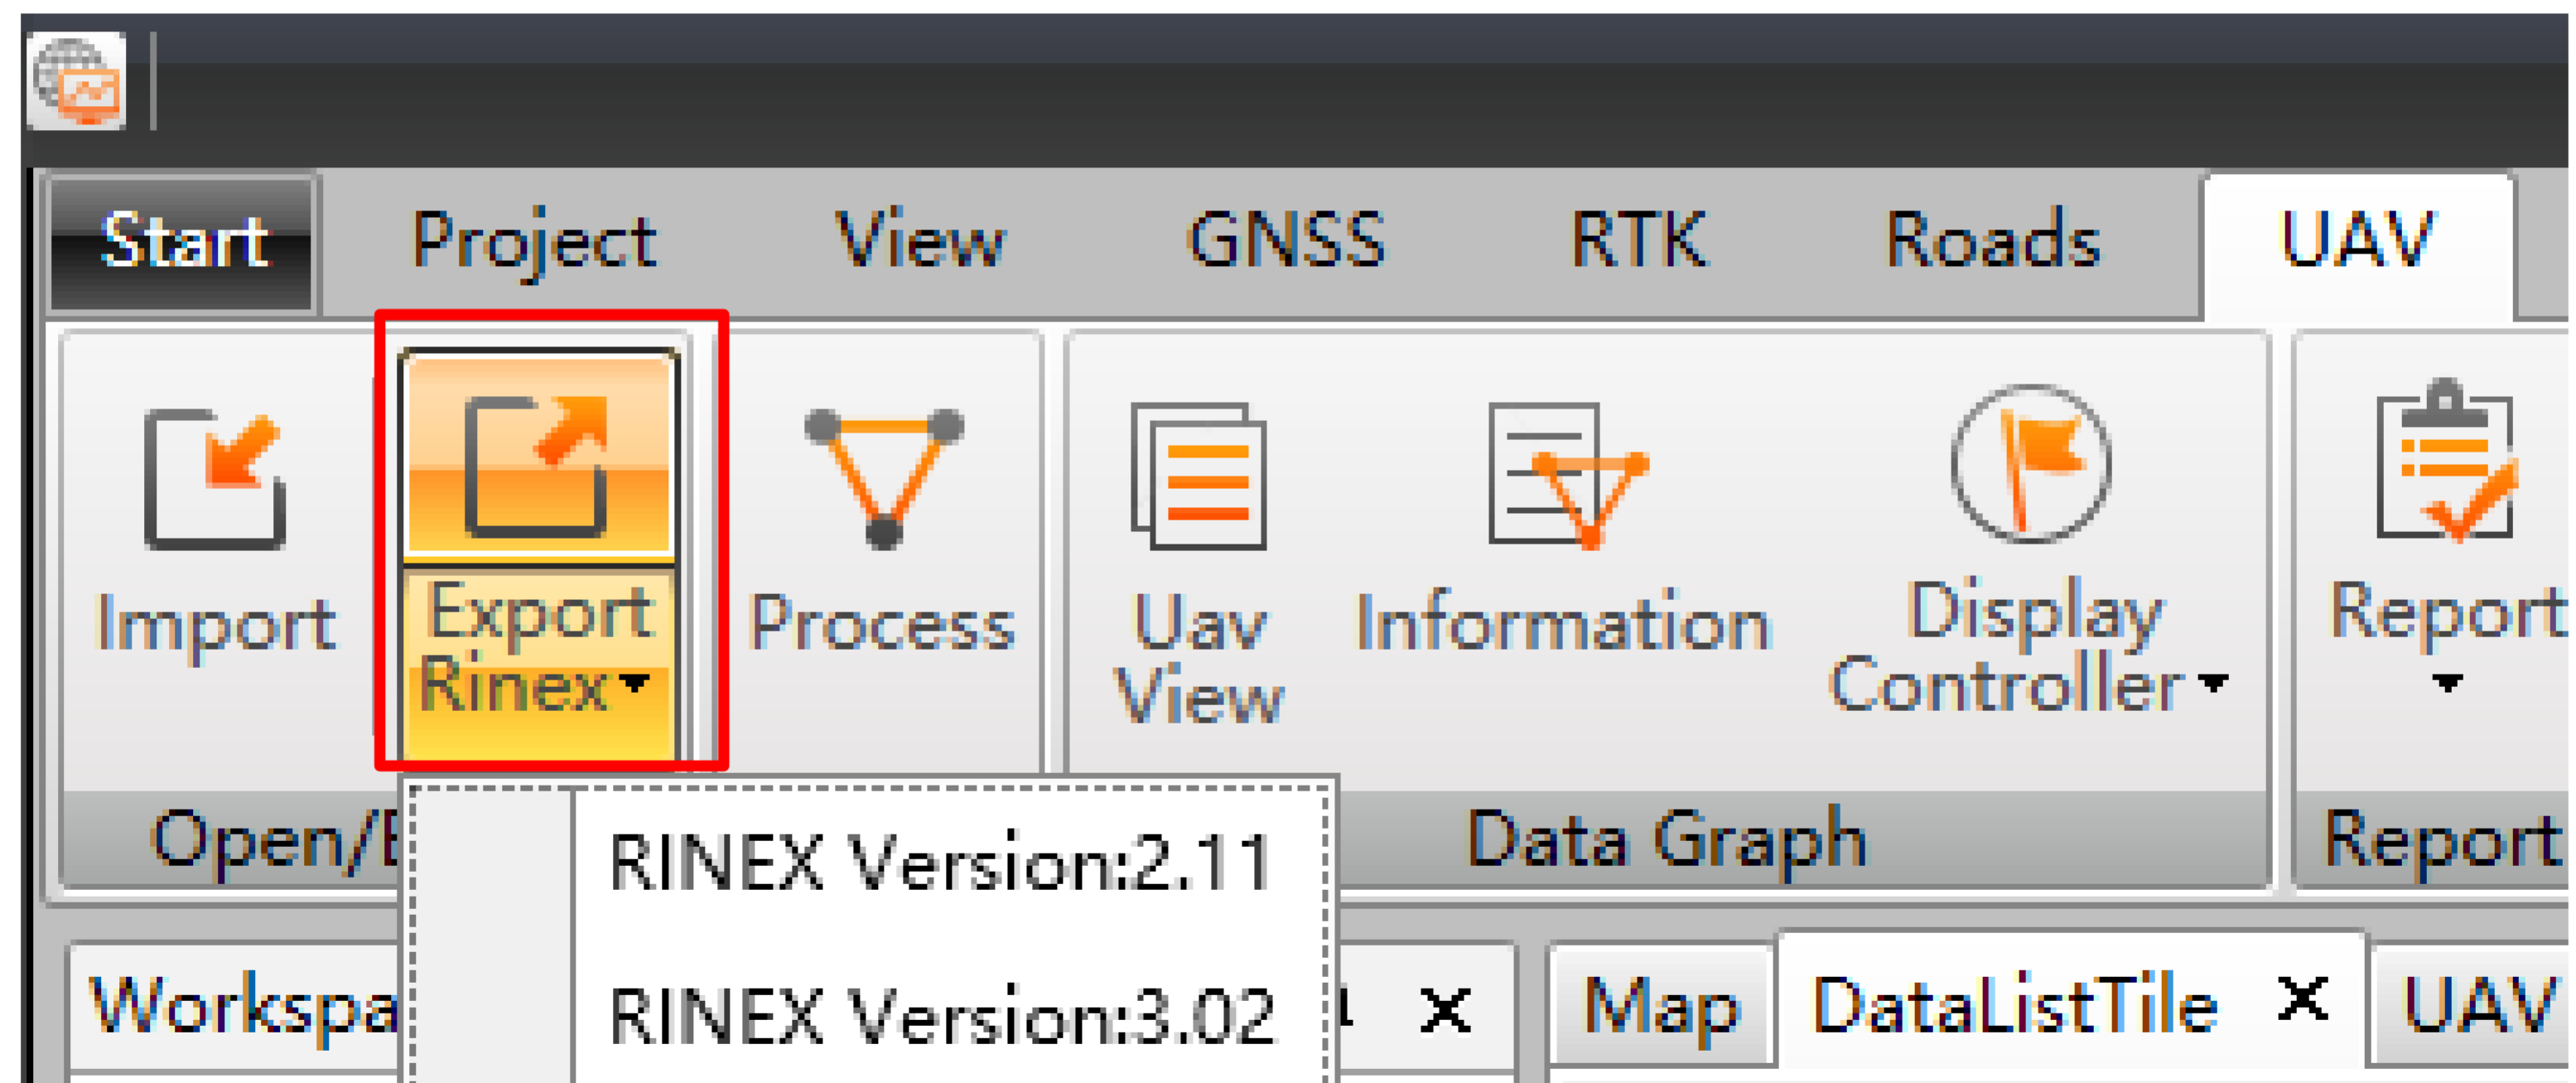 Start Project View GNSS RTK Roads UAV
Import
Export
Rinex
Process
Uav
View
Information
Display
Controller
Report
Open/
Data Graph
Report
RINEX Version:2.11
RINEX Version:3.02
Map DataListTile UAV